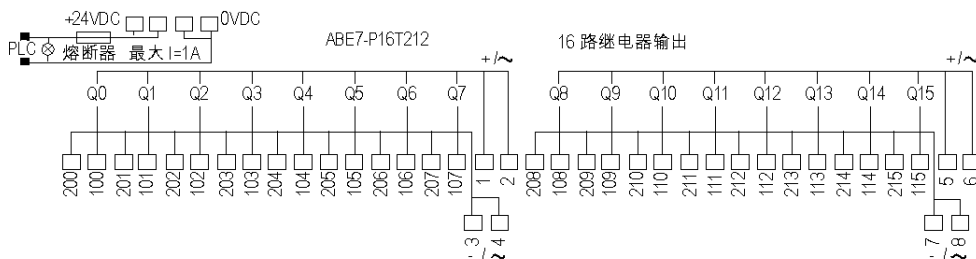 +24VDC 0VDC
PLC 熔断器 最大 I=1A
ABE7-P16T212 16 路继电器输出
+/~ +/~
Q0 Q1 Q2 Q3 Q4 Q5 Q6 Q7 Q8 Q9 Q10 Q11 Q12 Q13 Q14 Q15
200 100 201 101 202 102 203 103 204 104 205 105 206 106 207 107 1 2 208 108 209 109 210 110 211 111 212 112 213 113 214 114 215 115 5 6
3 4 7 8
- /~ - /~